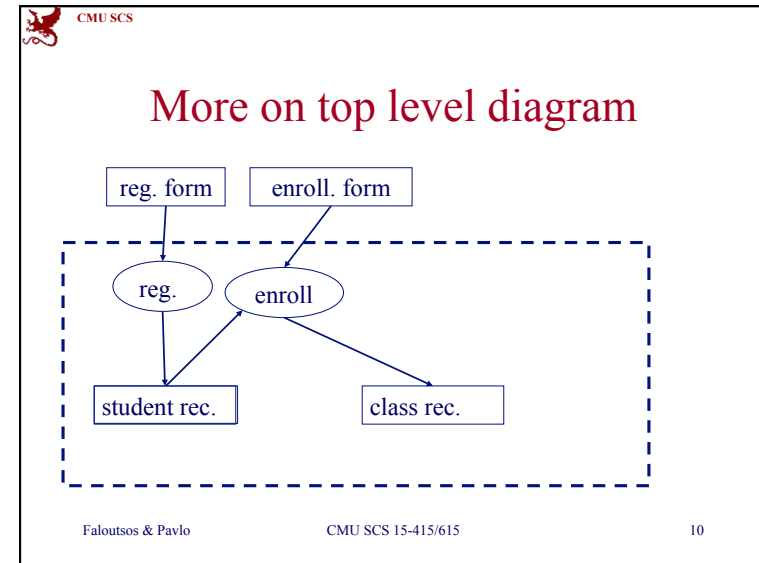 CMU SCS
More on top level diagram
reg. form
enroll. form
reg.
enroll
student rec.
class rec.
Faloutsos & Pavlo
CMU SCS 15-415/615
10